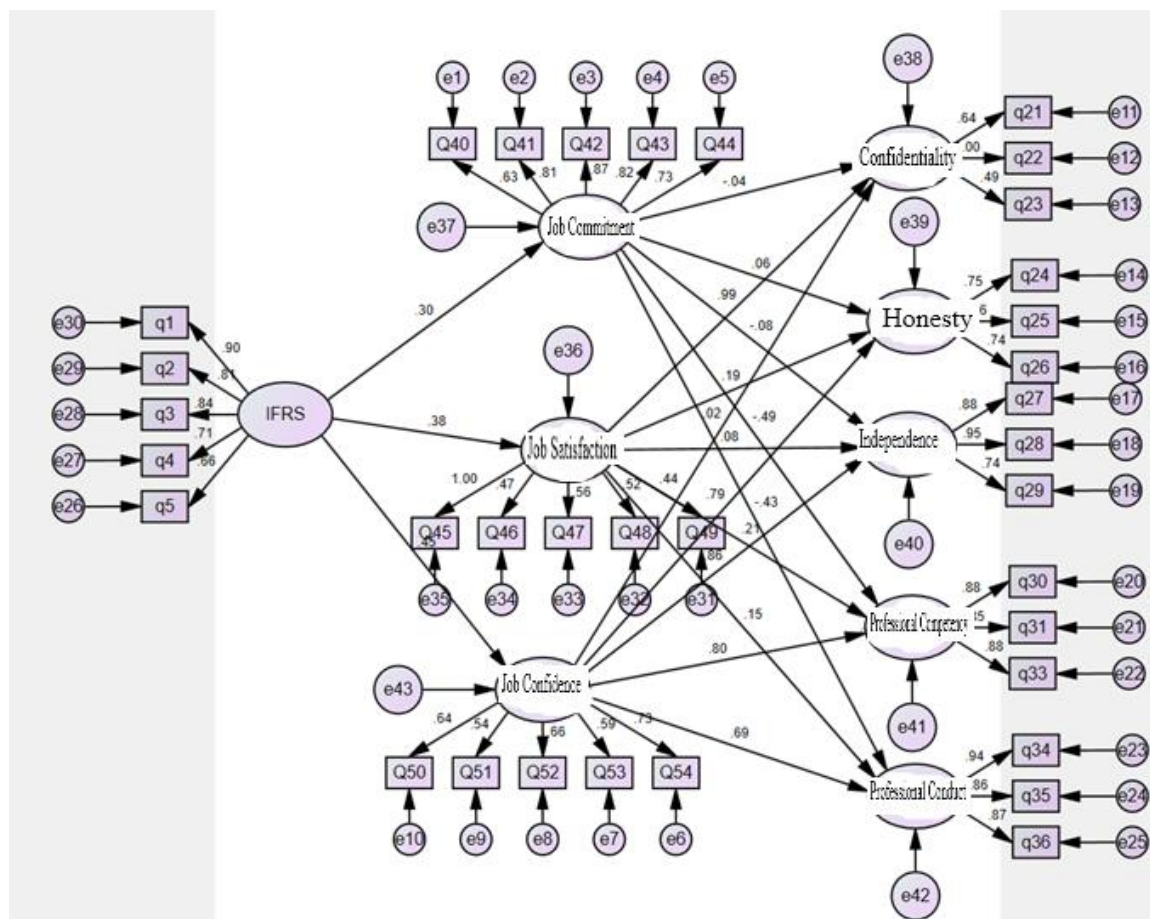 e38
e1 e2 e3 e4 e5
q21 e11
.64
Q40 Q41 Q42 Q43 Q44
Confidentiality
.00
q22 e12
.63 .81 .87 .82 .73
-.04
.49
q23 e13
e37
Job Commitment
e39
.06
.75
q24 e14
.30
.99
Honesty
q25 e15
e30 q1
-.08
.74
q26 e16
.90
e36
e29 q2
.81
.19
q27 e17
.88
e28 q3
.84
IFRS
.02
-.49
.38
Job Satisfaction
.08
Independence
.95
q28 e18
.71
e27 q4
.66
1.00 .47 .56 .52
.44
.79
.74
q29 e19
e26 q5
-.43
Q45 Q46 Q47 Q48 Q49
.21
.45
.86
e40
e35 e34 e33 e32 e31
.88
q30 e20
.15
Professional Competency
q31 e21
.80
.88
q33 e22
Job Confidence
e43
.64 .54 .66 .59 .73
.69
e41
.94
q34 e23
Q50 Q51 Q52 Q53 Q54
Professional Conduct
.86
q35 e24
.87
q36 e25
e10 e9 e8 e7 e6
e42